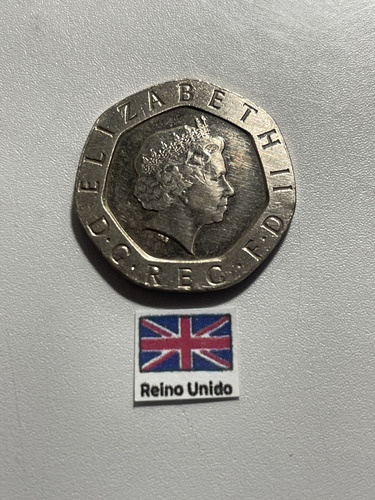 ELIZABETH II
D·G·REG·F·D
Reino Unido